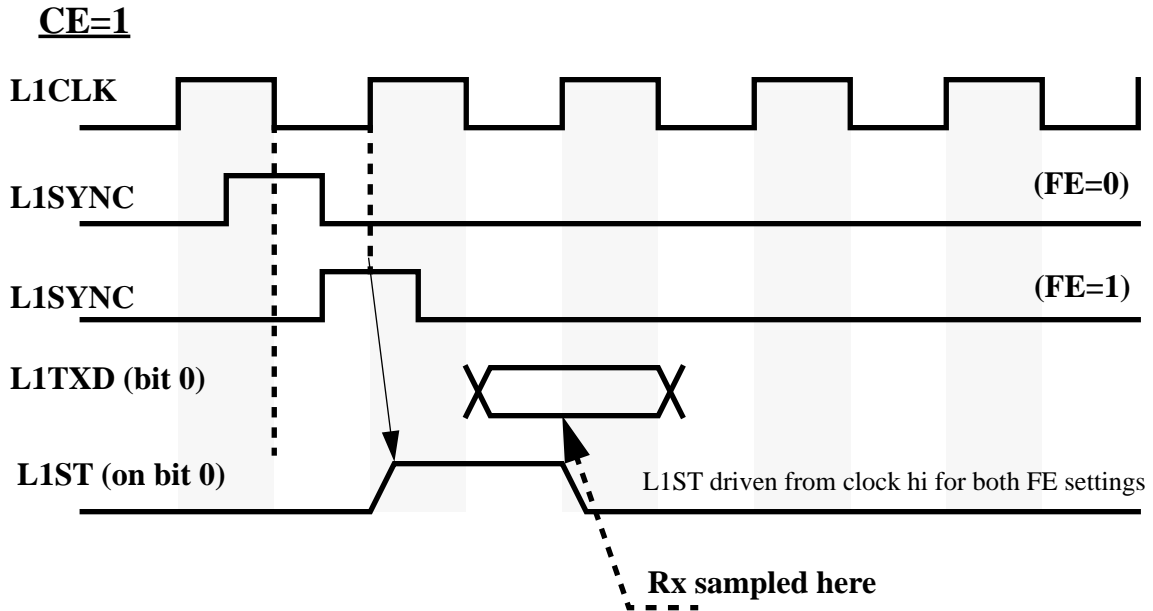 CE=1
L1CLK
L1SYNC (FE=0)
L1SYNC (FE=1)
L1TXD (bit 0)
L1ST (on bit 0)
L1ST driven from clock hi for both FE settings
Rx sampled here